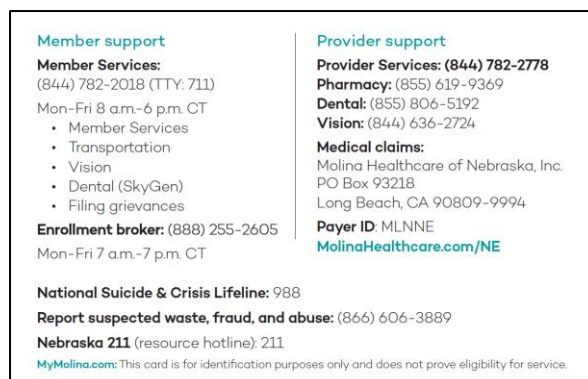 Member support
Member Services:
(844) 782-2018 (TTY: 711)
Mon-Fri 8 a.m.-6 p.m. CT
• Member Services
• Transportation
• Vision
• Dental (SkyGen)
• Filing grievances
Enrollment broker: (888) 255-2605
Mon-Fri 7 a.m.-7 p.m. CT
Provider support
Provider Services: (844) 782-2778
Pharmacy: (855) 619-9369
Dental: (855) 806-5192
Vision: (844) 636-2724
Medical claims:
Molina Healthcare of Nebraska, Inc.
PO Box 93218
Long Beach, CA 90809-9994
Payer ID: MLNNE
MolinaHealthcare.com/NE
National Suicide & Crisis Lifeline: 988
Report suspected waste, fraud, and abuse: (866) 606-3889
Nebraska 211 (resource hotline): 211
MyMolina.com: This card is for identification purposes only and does not prove eligibility for service.